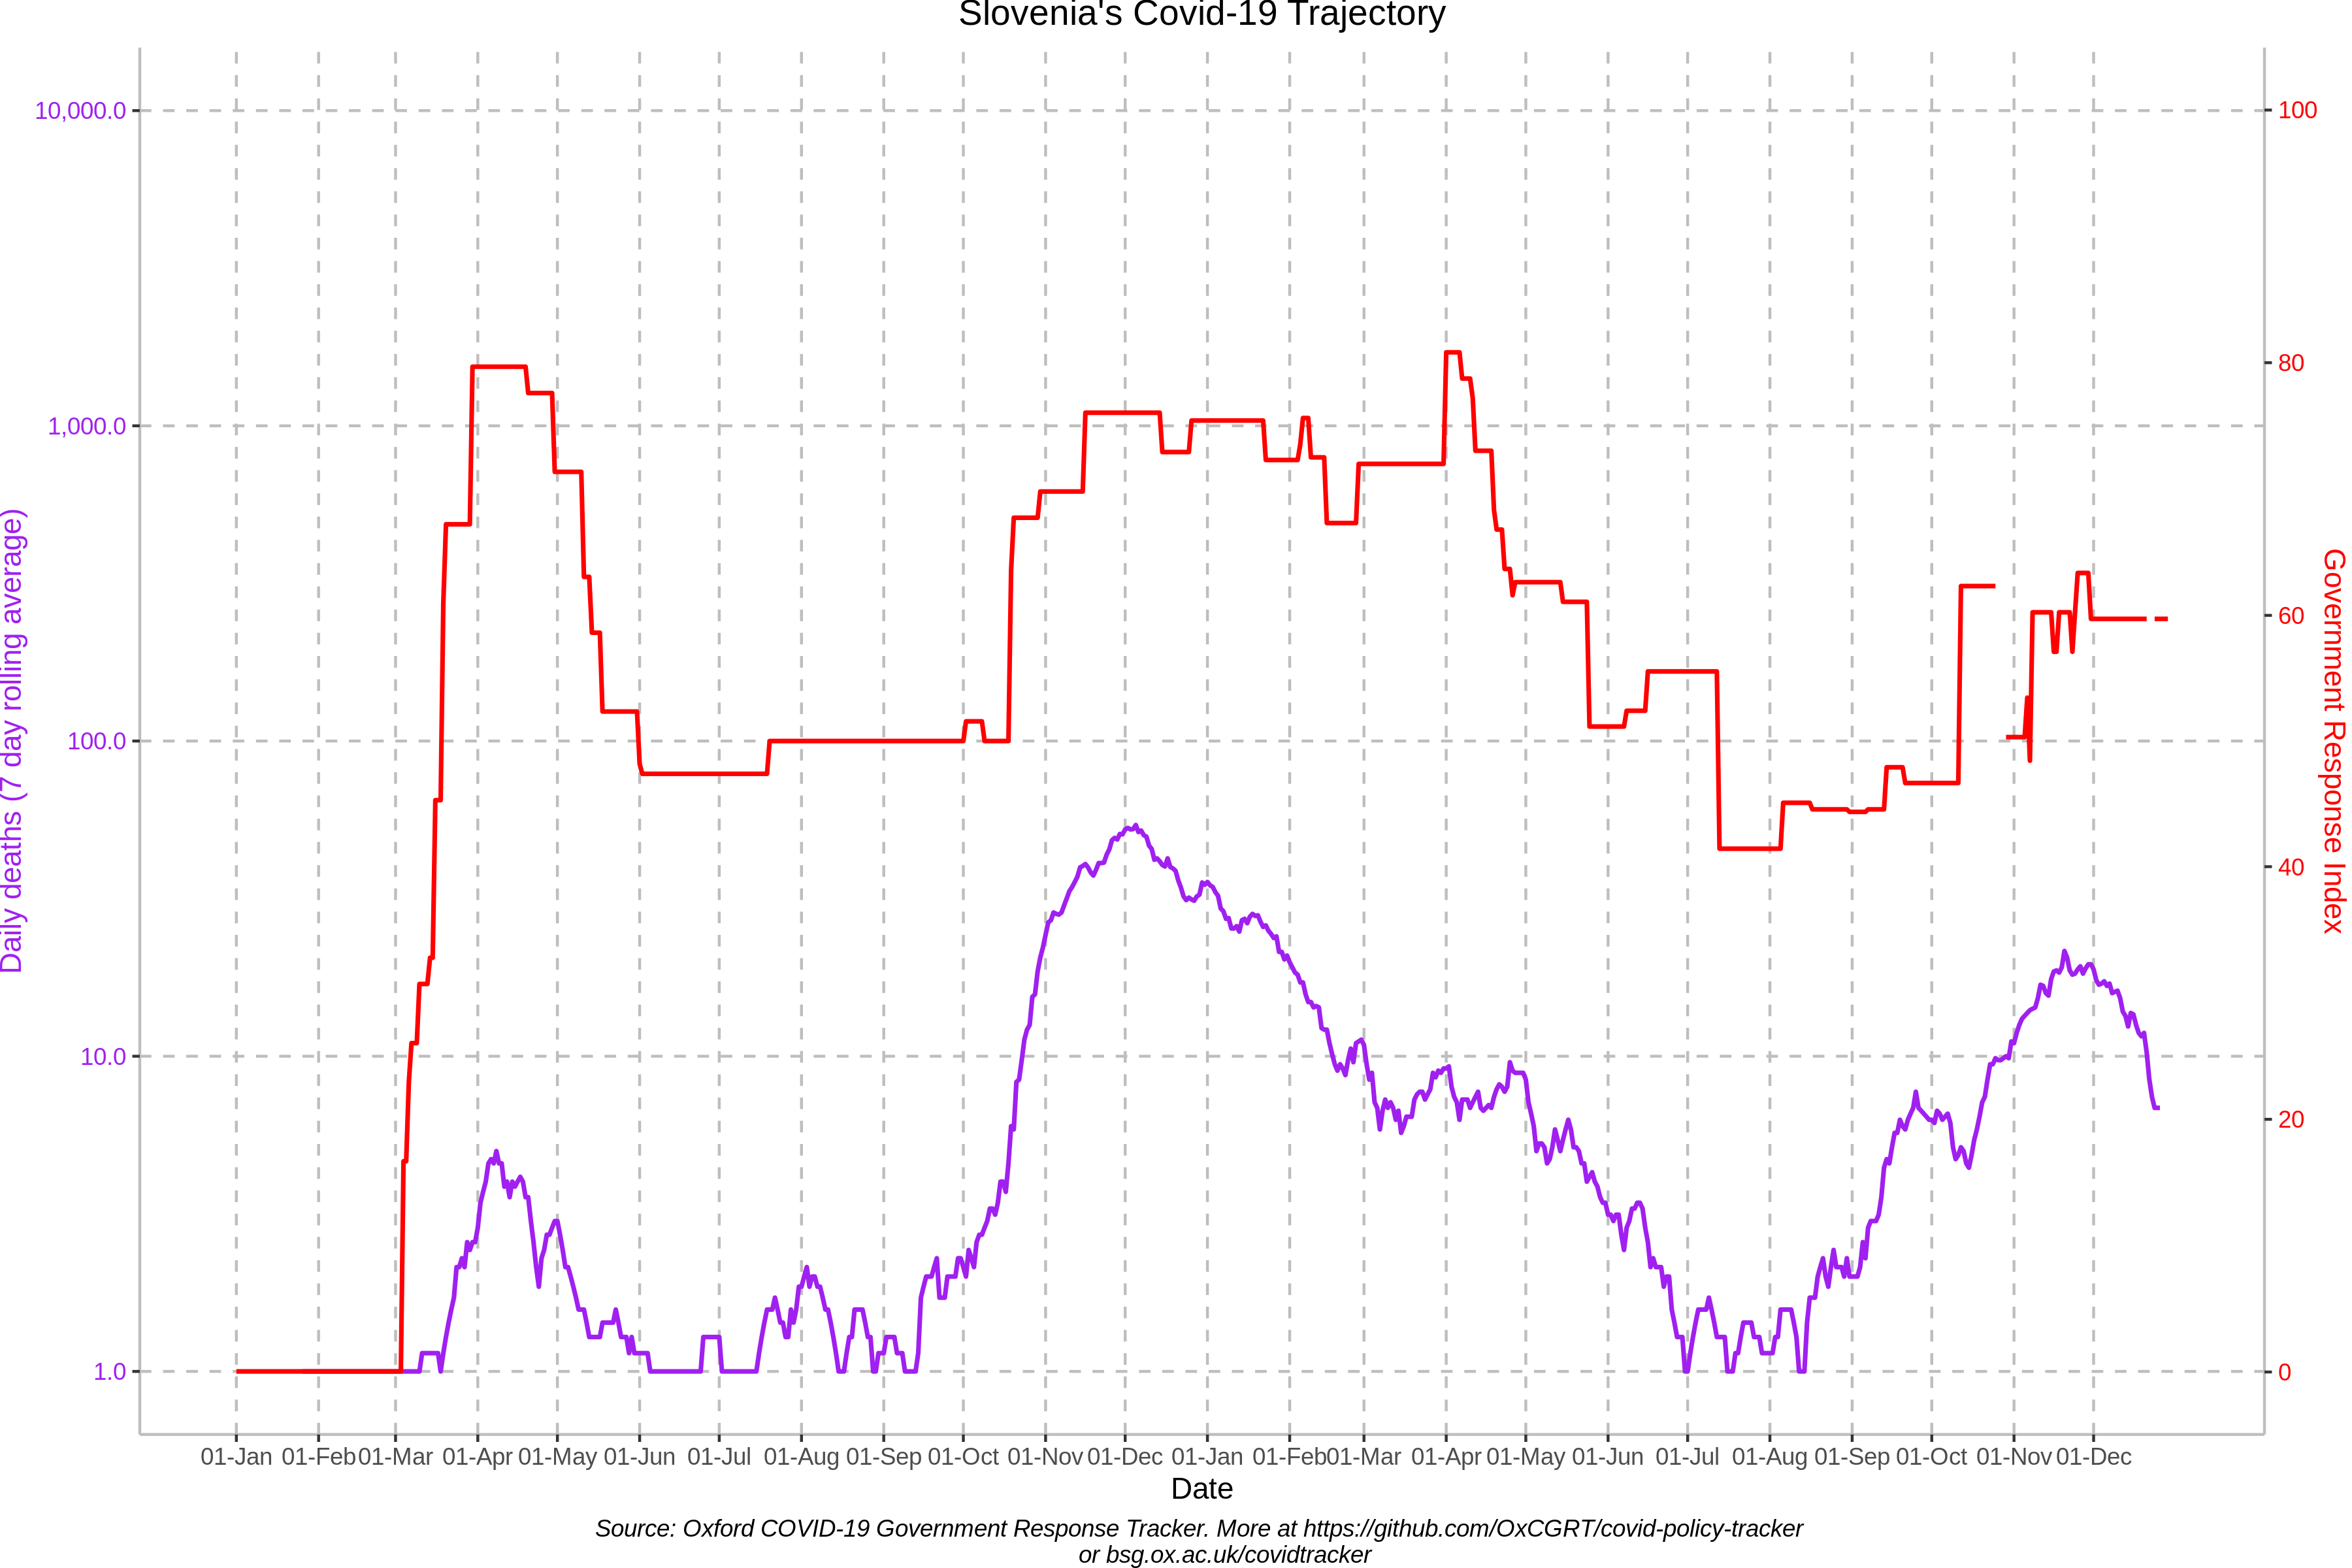 Slovenia's Covid-19 Trajectory
10,000.0
1,000.0
100.0
10.0
1.0
Daily deaths (7 day rolling average)
100
80
60
40
20
0
Government Response Index
01-Jan 01-Feb 01-Mar 01-Apr 01-May 01-Jun 01-Jul 01-Aug 01-Sep 01-Oct 01-Nov 01-Dec 01-Jan 01-Feb 01-Mar 01-Apr 01-May 01-Jun 01-Jul 01-Aug 01-Sep 01-Oct 01-Nov 01-Dec
Date
Source: Oxford COVID-19 Government Response Tracker. More at https://github.com/OxCGRT/covid-policy-tracker
or bsg.ox.ac.uk/covidtracker